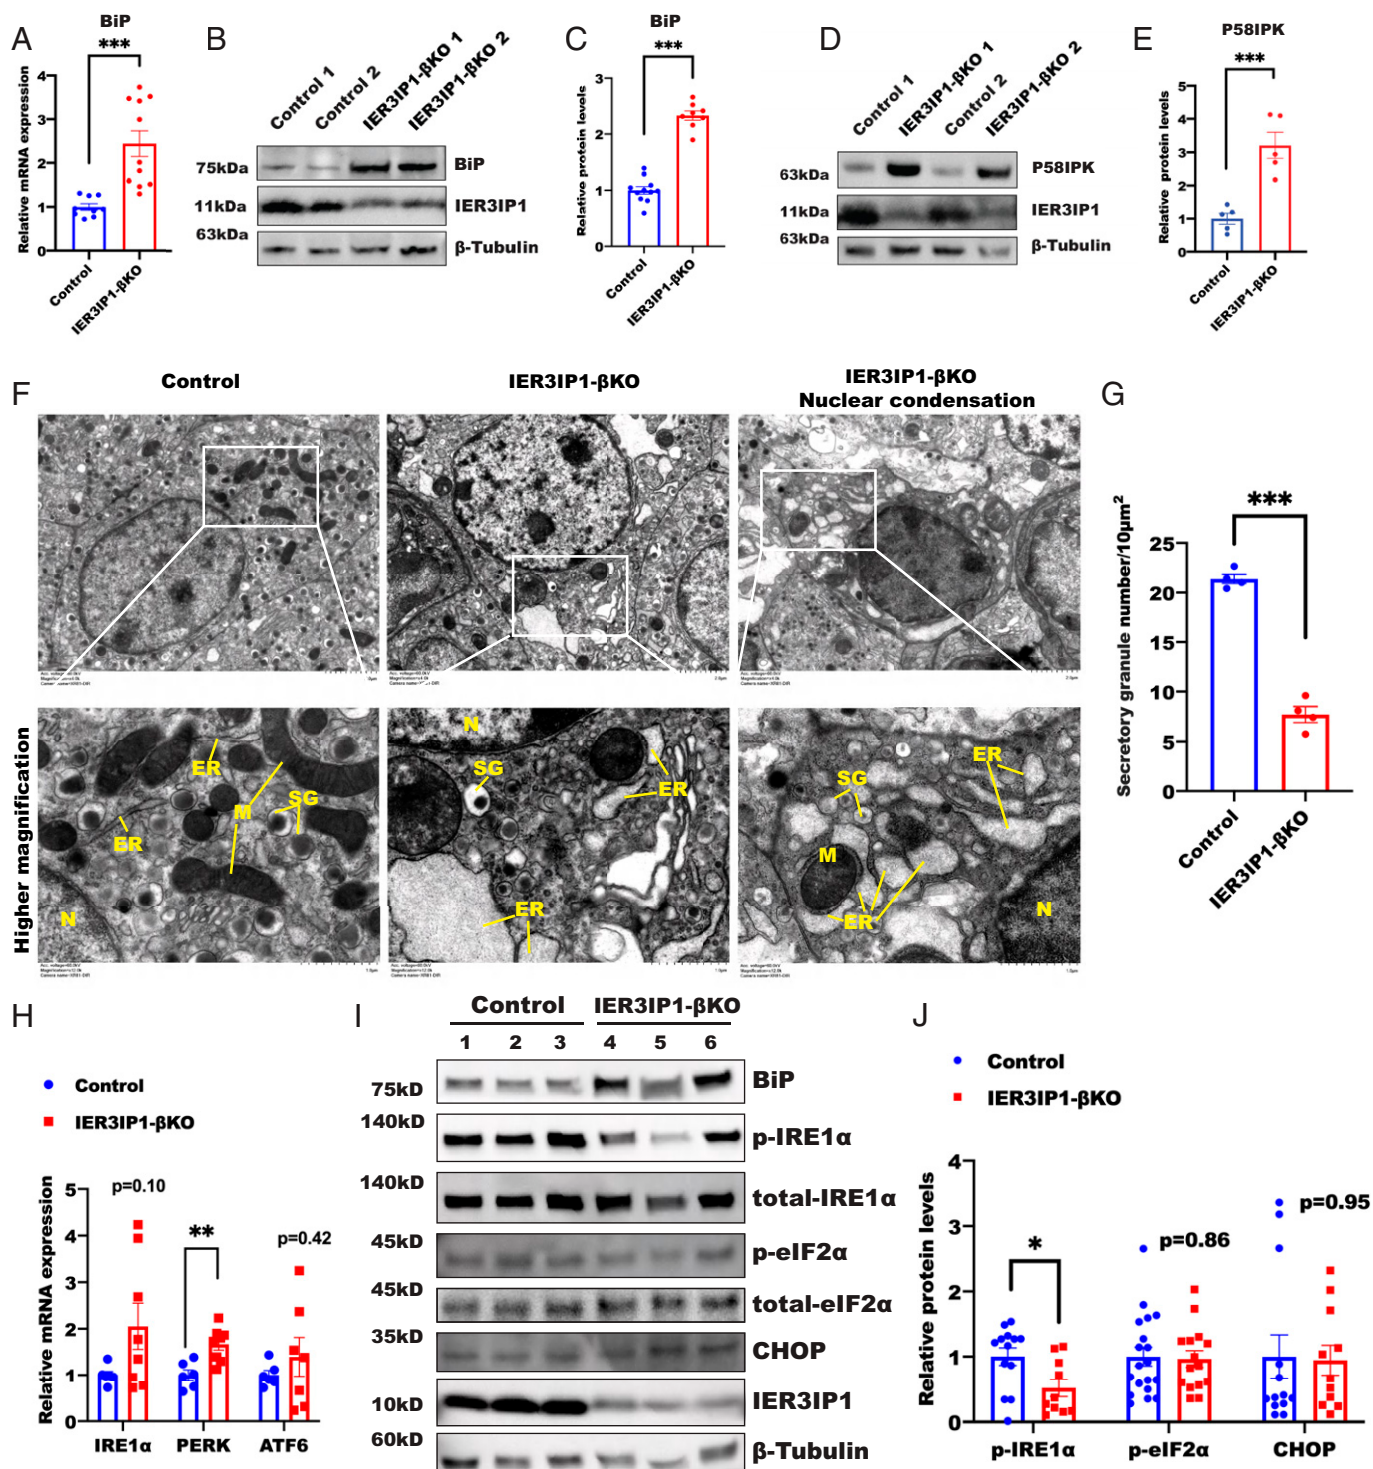 A
BiP
***
Relative mRNA expression
4
3
2
1
0
Control
IER3IP1-βKO
B
Control 1
Control 2
IER3IP1-βKO 1
IER3IP1-βKO 2
75kDa
BiP
11kDa
IER3IP1
63kDa
β-Tubulin
C
BiP
***
Relative protein levels
3
2
1
0
Control
IER3IP1-βKO
D
Control 1
IER3IP1-βKO 1
Control 2
IER3IP1-βKO 2
63kDa
P58IPK
11kDa
IER3IP1
63kDa
β-Tubulin
E
P58IPK
***
Relative protein levels
5
4
3
2
1
0
Control
IER3IP1-βKO
F
Control
IER3IP1-βKO
IER3IP1-βKO
Nuclear condensation
Higher magnification
ER
M
SG
ER
N
N
SG
ER
ER
ER
SG
M
ER
N
G
***
Secretory granule number/10μm²
25
20
15
10
5
0
Control
IER3IP1-βKO
H
Control
IER3IP1-βKO
Relative mRNA expression
5
4
3
2
1
0
p=0.10
**
p=0.42
IRE1α
PERK
ATF6
I
Control
IER3IP1-βKO
1 2 3 4 5 6
75kD
BiP
140kD
p-IRE1α
140kD
total-IRE1α
45kD
p-eIF2α
45kD
total-eIF2α
35kD
CHOP
10kD
IER3IP1
60kD
β-Tubulin
J
Control
IER3IP1-βKO
Relative protein levels
4
3
2
1
0
*
p=0.86
p=0.95
p-IRE1α
p-eIF2α
CHOP